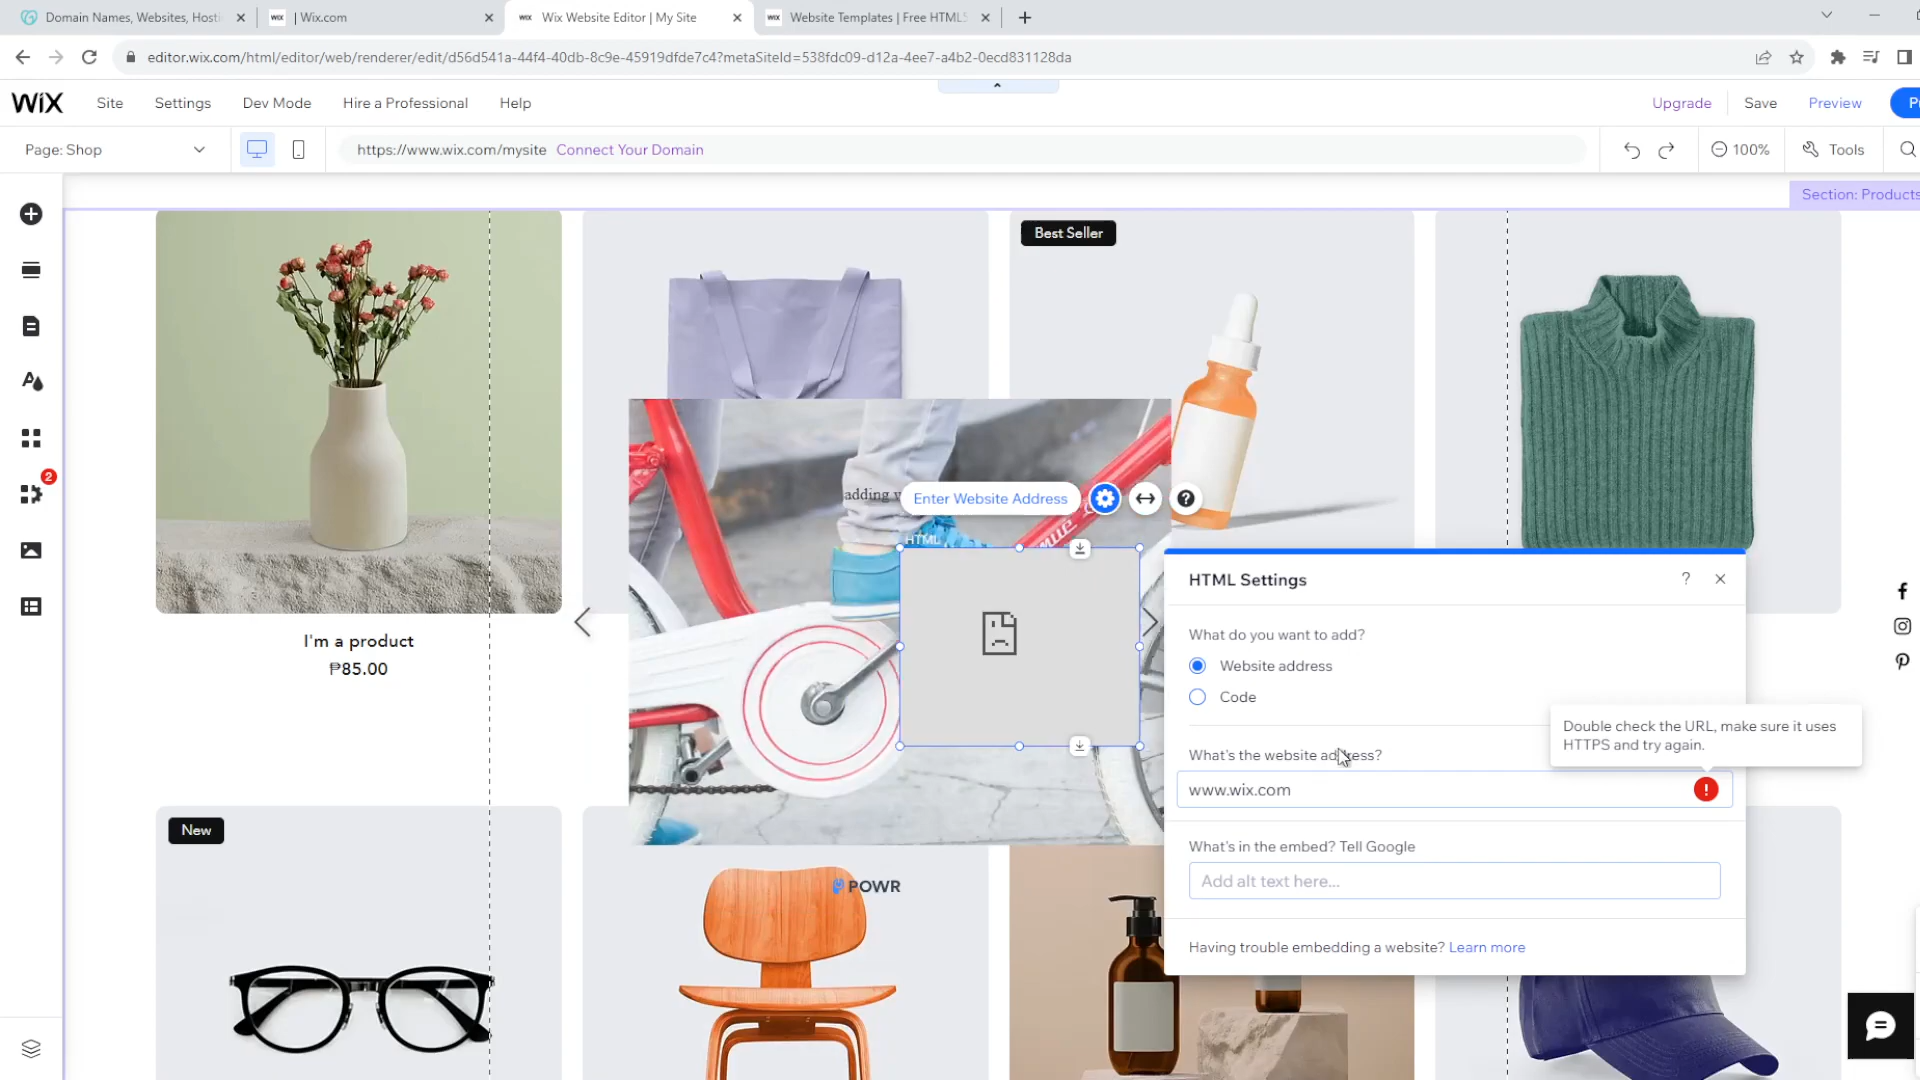 Domain Names, Websites, Hosti
| Wix.com
Wix Website Editor | My Site
Website Templates | Free HTML5
editor.wix.com/html/editor/web/renderer/edit/d56d541a-44f4-40db-8c9e-45919dfde7c4?metaSiteId=538fdc09-d12a-4ee7-a4b2-0ecd831128da
WiX
Site
Settings
Dev Mode
Hire a Professional
Help
Upgrade
Save
Preview
Page: Shop
https://www.wix.com/mysite Connect Your Domain
100%
Tools
Section: Products
Best Seller
2
adding
Enter Website Address
HTML
HTML Settings
What do you want to add?
Website address
Code
Double check the URL, make sure it uses
HTTPS and try again.
What's the website address?
www.wix.com
What's in the embed? Tell Google
Add alt text here...
Having trouble embedding a website? Learn more
I'm a product
₱85.00
New
POWR